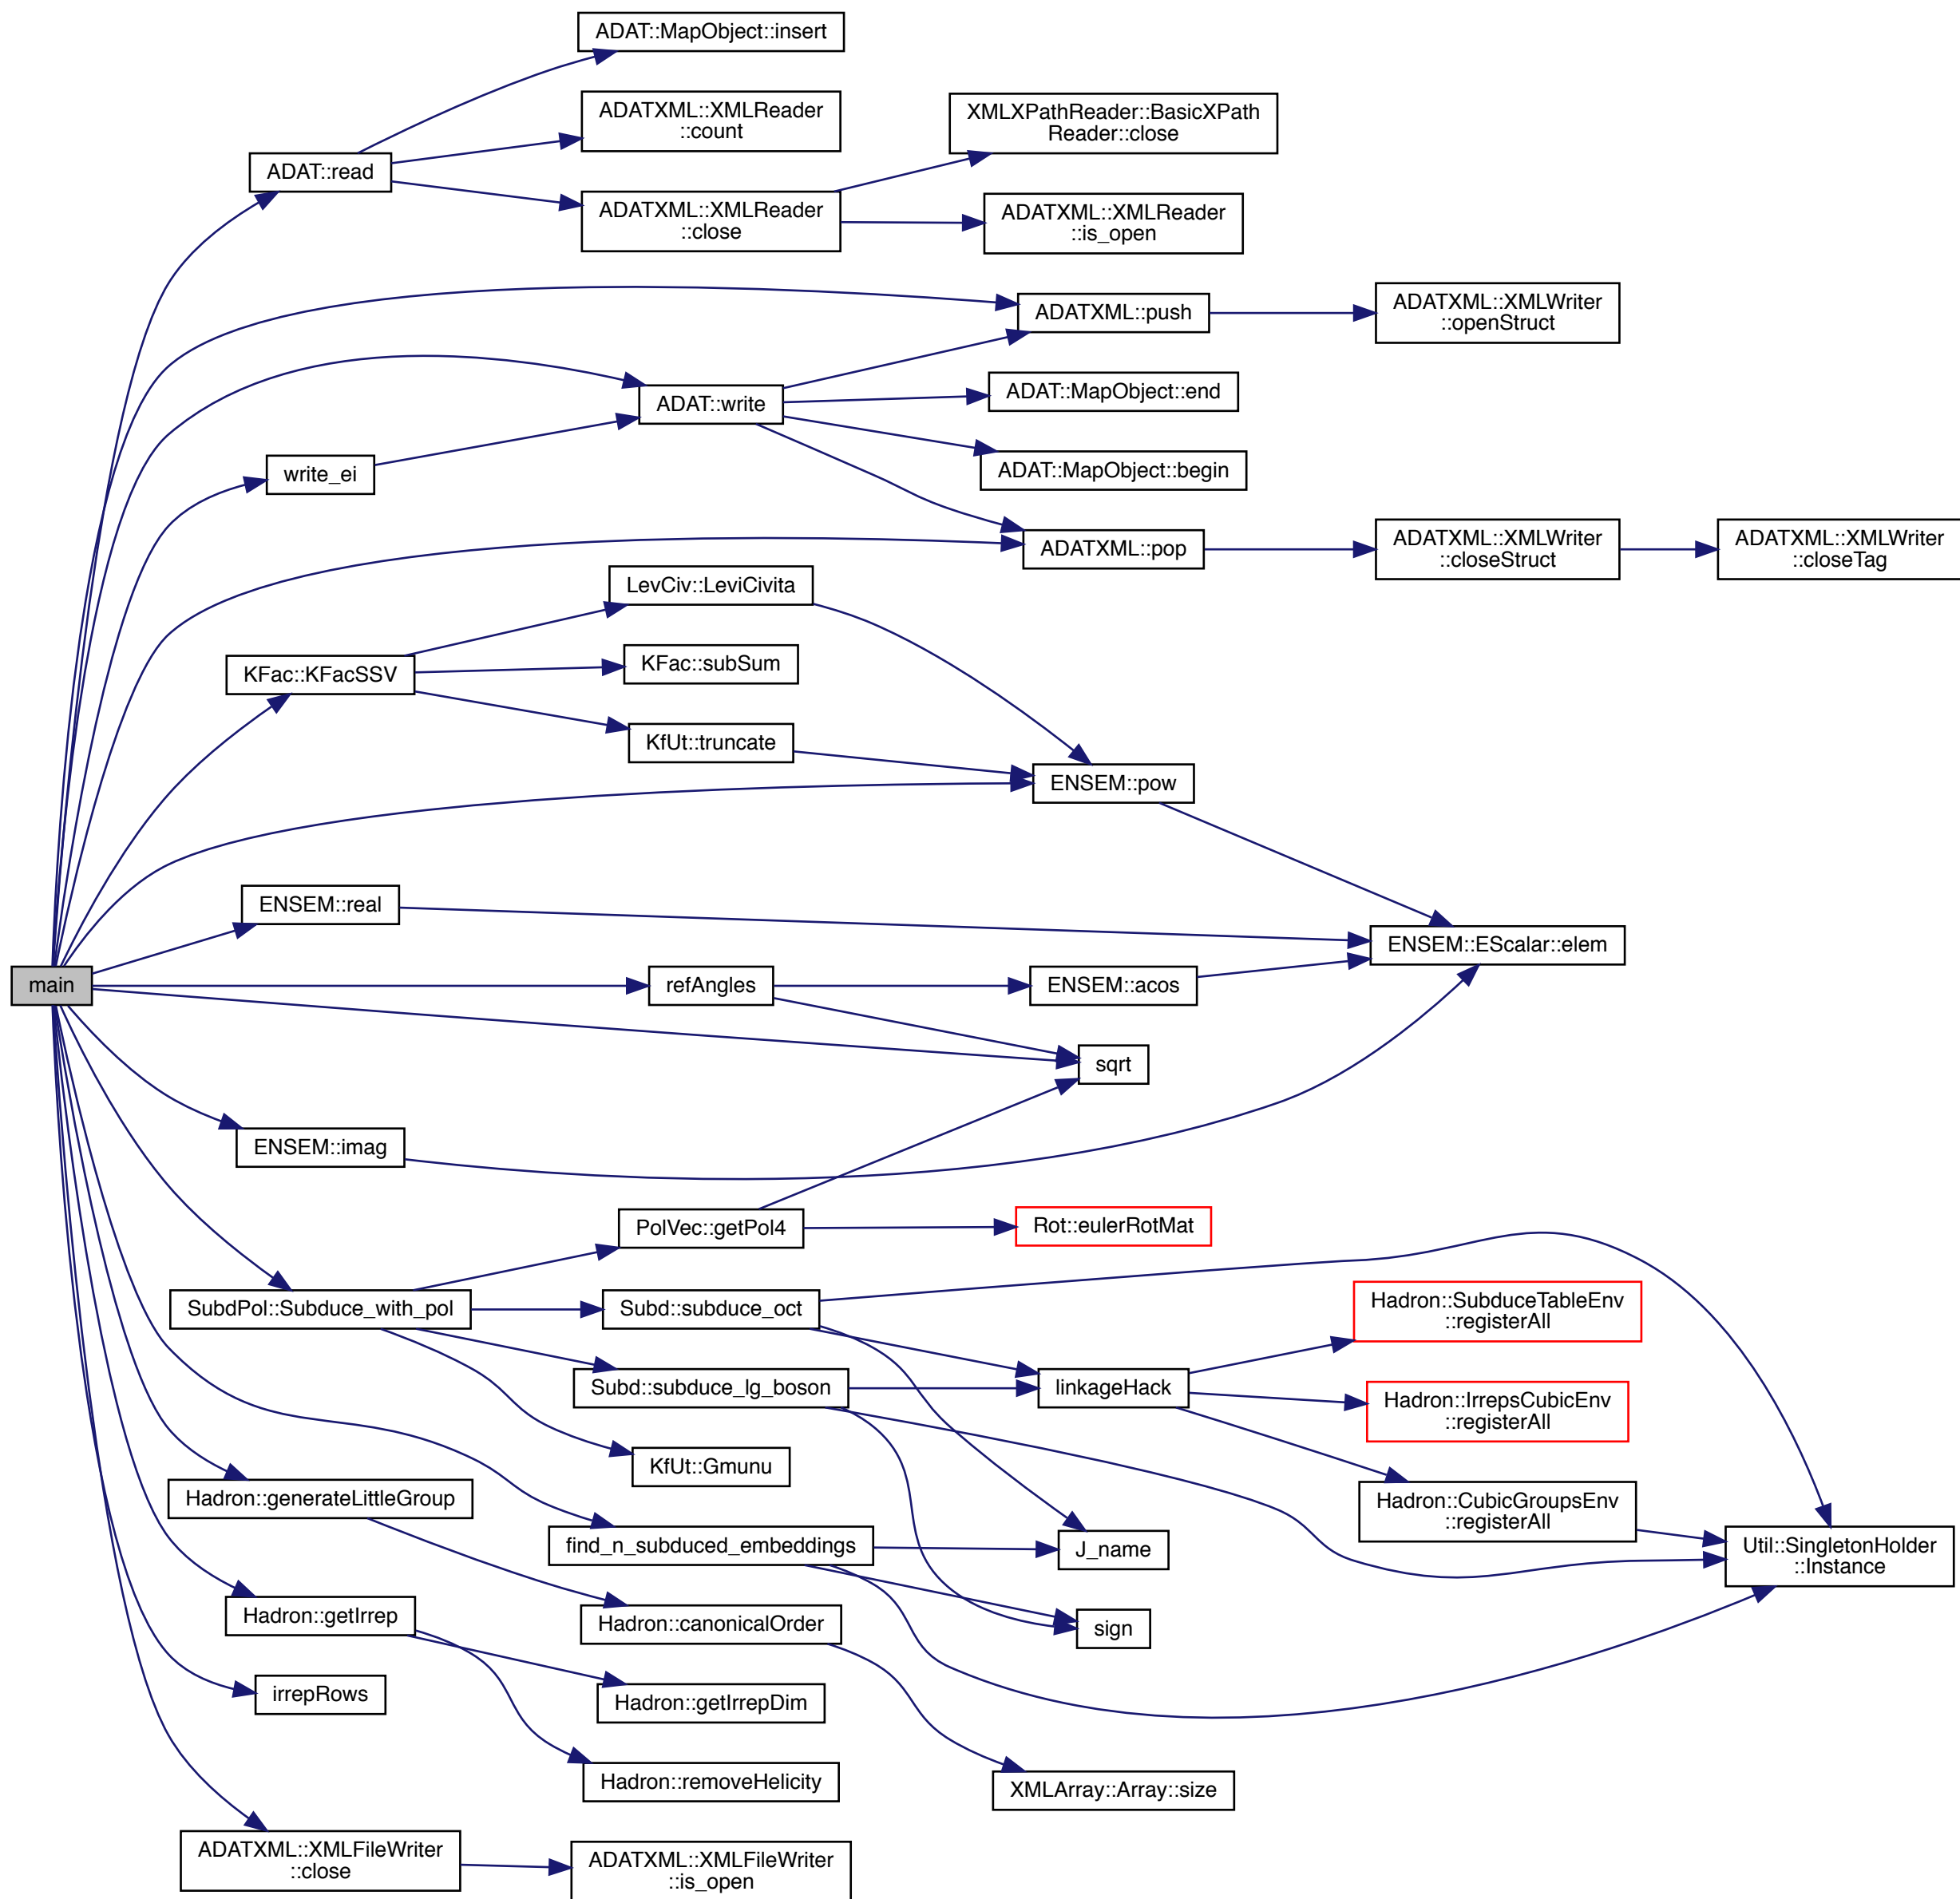 ADAT::MapObject::insert
ADATXML::XMLReader
::count
XMLXPathReader::BasicXPath
Reader::close
ADAT::read
ADATXML::XMLReader
::close
ADATXML::XMLReader
::is_open
ADATXML::push
ADATXML::XMLWriter
::openStruct
ADAT::write
ADAT::MapObject::end
write_ei
ADAT::MapObject::begin
ADATXML::pop
ADATXML::XMLWriter
::closeStruct
ADATXML::XMLWriter
::closeTag
LevCiv::LeviCivita
KFac::KFacSSV
KFac::subSum
KfUt::truncate
ENSEM::pow
ENSEM::real
ENSEM::EScalar::elem
main
refAngles
ENSEM::acos
sqrt
ENSEM::imag
PolVec::getPol4
Rot::eulerRotMat
SubdPol::Subduce_with_pol
Subd::subduce_oct
Hadron::SubduceTableEnv
::registerAll
Subd::subduce_lg_boson
linkageHack
Hadron::IrrepsCubicEnv
::registerAll
KfUt::Gmunu
Hadron::generateLittleGroup
Hadron::CubicGroupsEnv
::registerAll
find_n_subduced_embeddings
J_name
Util::SingletonHolder
::Instance
Hadron::getIrrep
Hadron::canonicalOrder
sign
irrepRows
Hadron::getIrrepDim
Hadron::removeHelicity
XMLArray::Array::size
ADATXML::XMLFileWriter
::close
ADATXML::XMLFileWriter
::is_open